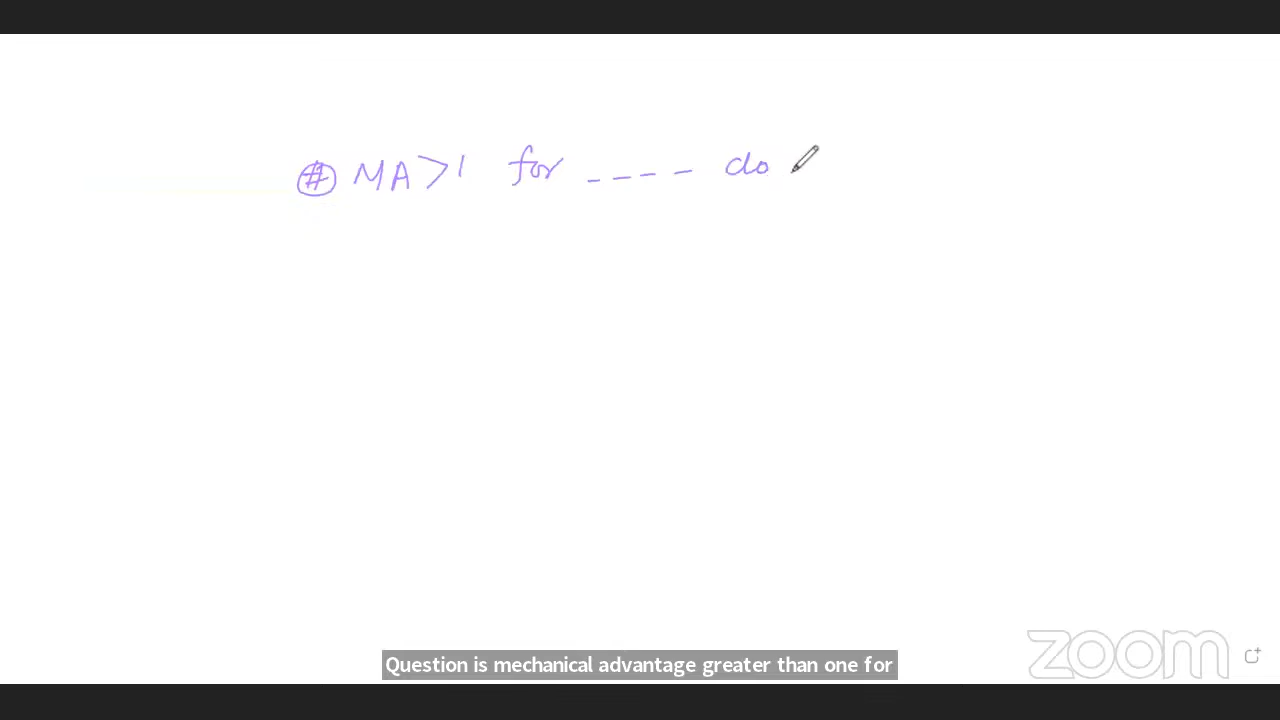 # MA>1 for ---- do
Question is mechanical advantage greater than one for
zoom